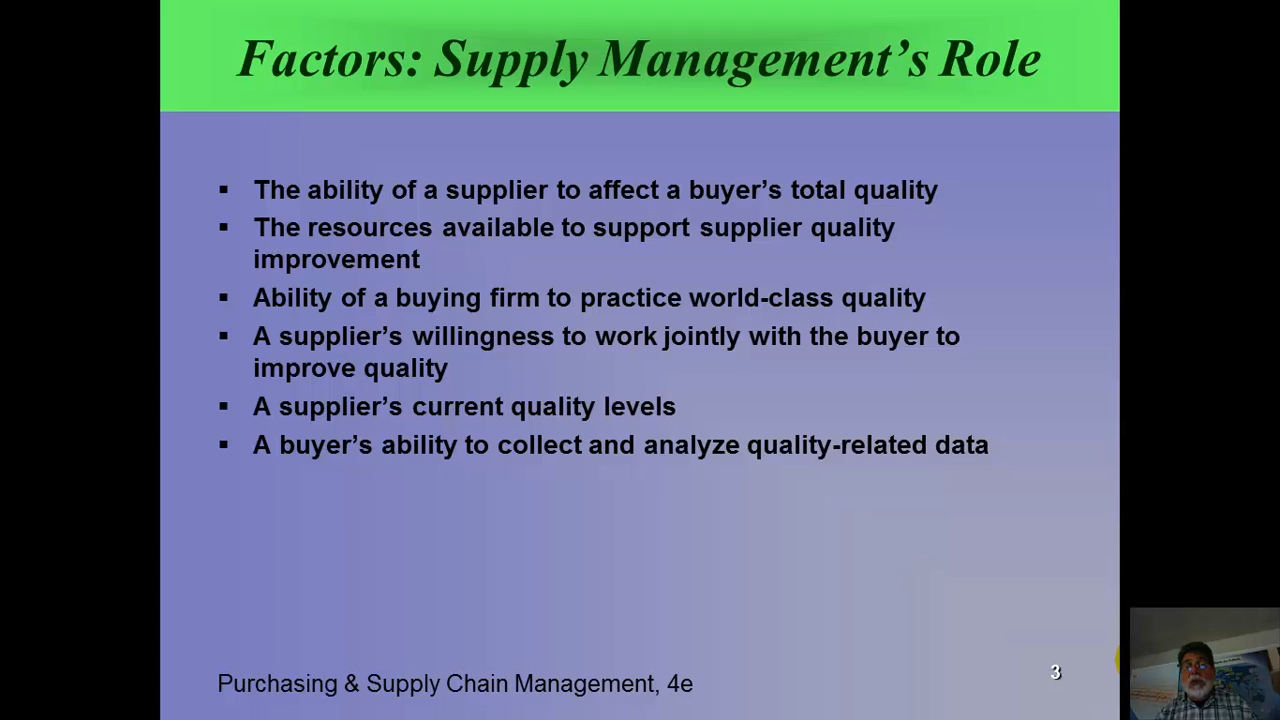 Factors: Supply Management’s Role
▪ The ability of a supplier to affect a buyer’s total quality
▪ The resources available to support supplier quality
improvement
▪ Ability of a buying firm to practice world-class quality
▪ A supplier’s willingness to work jointly with the buyer to
improve quality
▪ A supplier’s current quality levels
▪ A buyer’s ability to collect and analyze quality-related data
Purchasing & Supply Chain Management, 4e
3